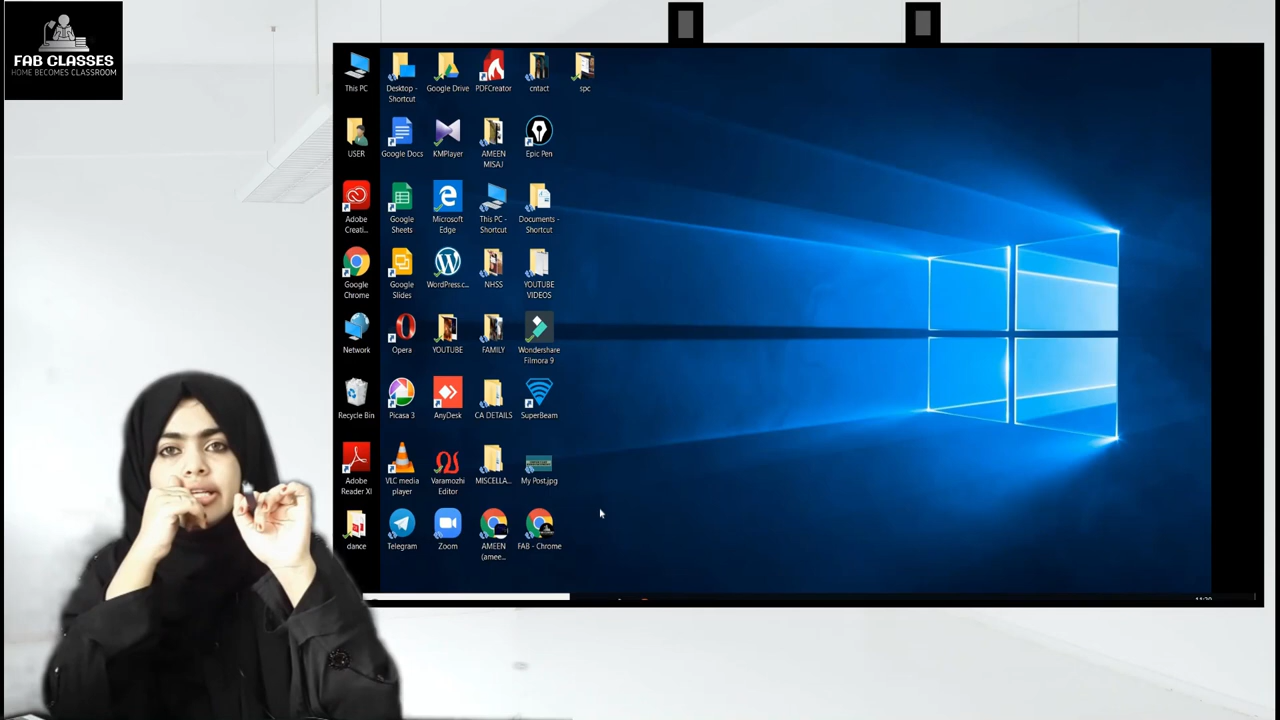 FAB CLASSES
HOME BECOMES CLASSROOM
This PC
Desktop -
Shortcut
Google Drive
PDFCreator
cntact
spc
USER
Google Docs
KMPlayer
AMEEN
MISAJ
Epic Pen
Adobe
Creati...
Google
Sheets
Microsoft
Edge
This PC -
Shortcut
Documents -
Shortcut
Google
Chrome
Google
Slides
WordPress.c...
NHSS
YOUTUBE
VIDEOS
Network
Opera
YOUTUBE
FAMILY
Wondershare
Filmora 9
Recycle Bin
Picasa 3
AnyDesk
CA DETAILS
SuperBeam
Adobe
Reader XI
VLC media
player
Varamozhi
Editor
MISCELLA...
My Post.jpg
dance
Telegram
Zoom
AMEEN
(amee...
FAB - Chrome